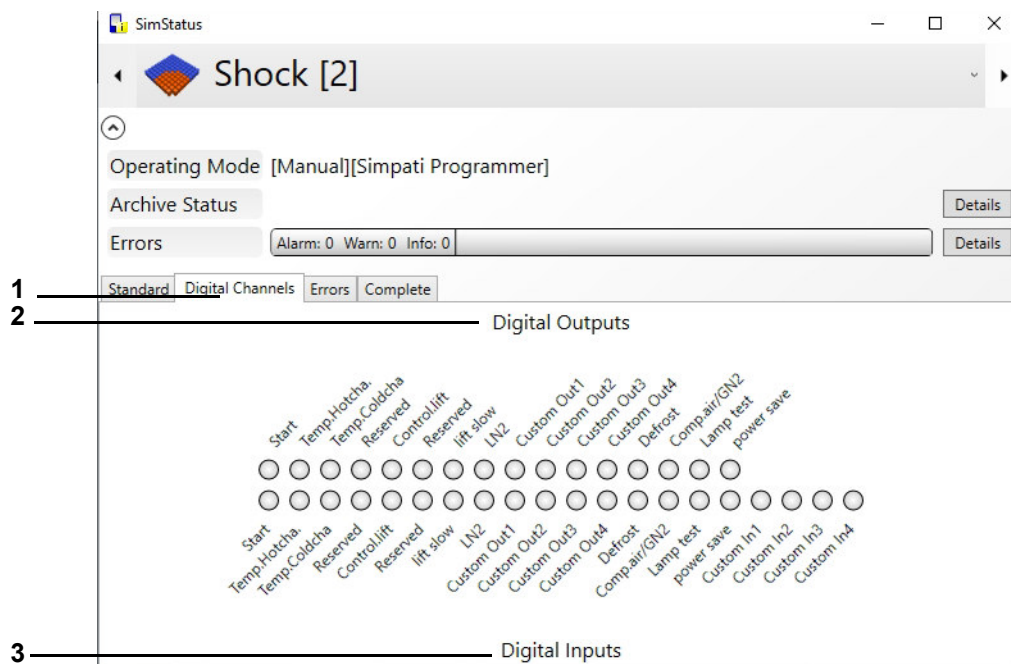 SimStatus
Shock [2]
Operating Mode [Manual][Simpati Programmer]
Archive Status Details
Errors Alarm: 0 Warn: 0 Info: 0 Details
1 Standard Digital Channels Errors Complete
2 Digital Outputs
Start Temp.Hotcha. Temp.Coldcha Reserved Control.lift Reserved lift slow LN2 Custom Out1 Custom Out2 Custom Out3 Custom Out4 Defrost Comp.air/GN2 Lamp test power save
Start Temp.Hotcha. Temp.Coldcha Reserved Control.lift Reserved lift slow LN2 Custom Out1 Custom Out2 Custom Out3 Custom Out4 Defrost Comp.air/GN2 Lamp test power save Custom In1 Custom In2 Custom In3 Custom In4
3 Digital Inputs